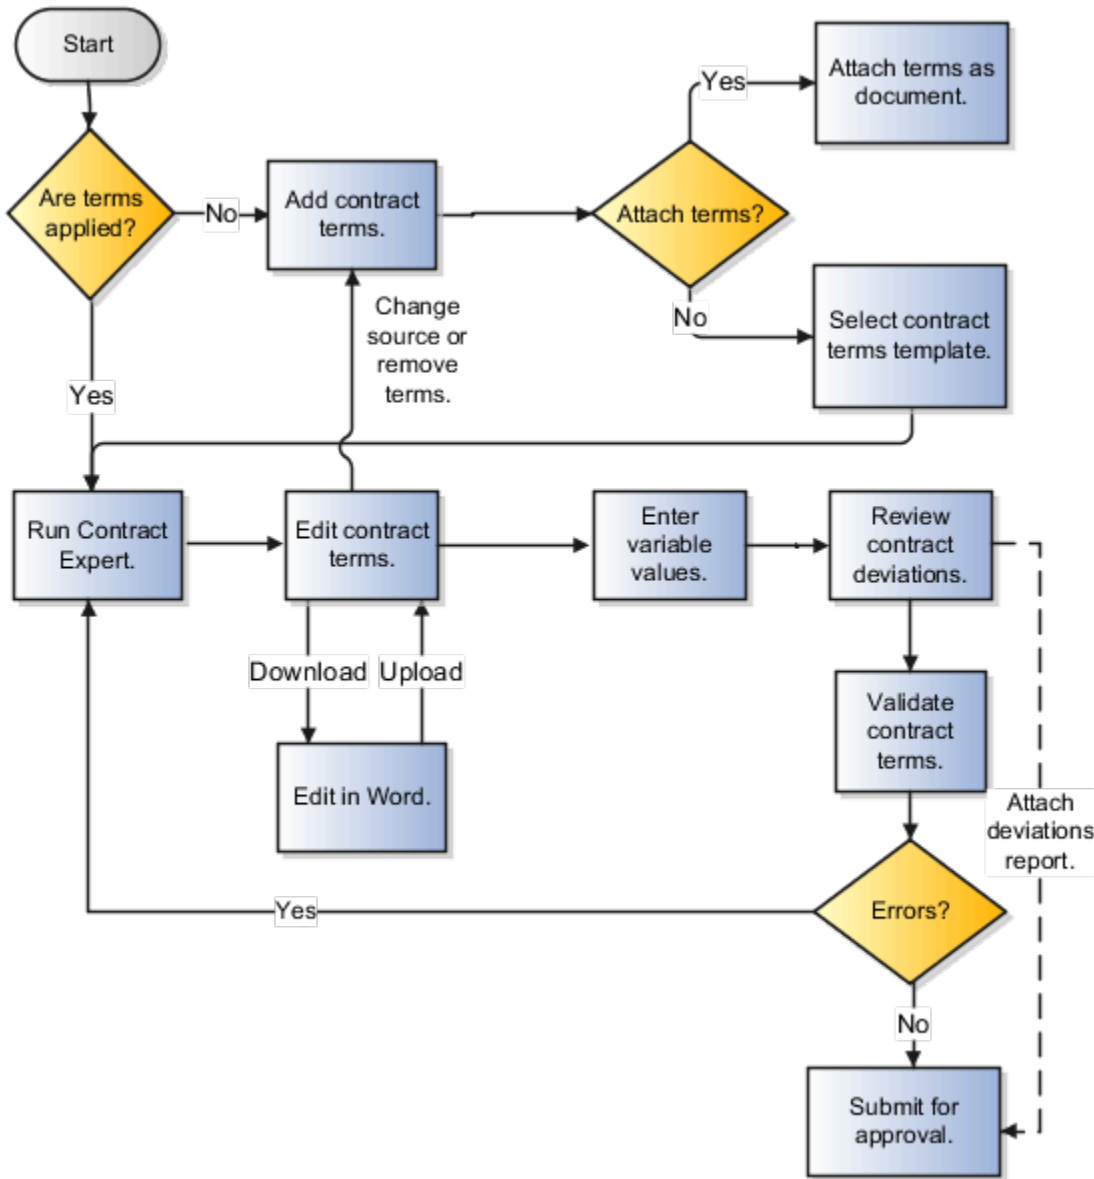 Start
Yes
Attach terms as
document.
Are terms
applied?
No
Add contract
terms.
Attach terms?
Change
source or
remove
terms.
No
Select contract
terms template.
Yes
Run Contract
Expert.
Edit contract
terms.
Enter
variable
values.
Review
contract
deviations.
Download
Upload
Validate
contract
terms.
Edit in Word.
Attach
deviations
report.
Errors?
Yes
No
Submit for
approval.